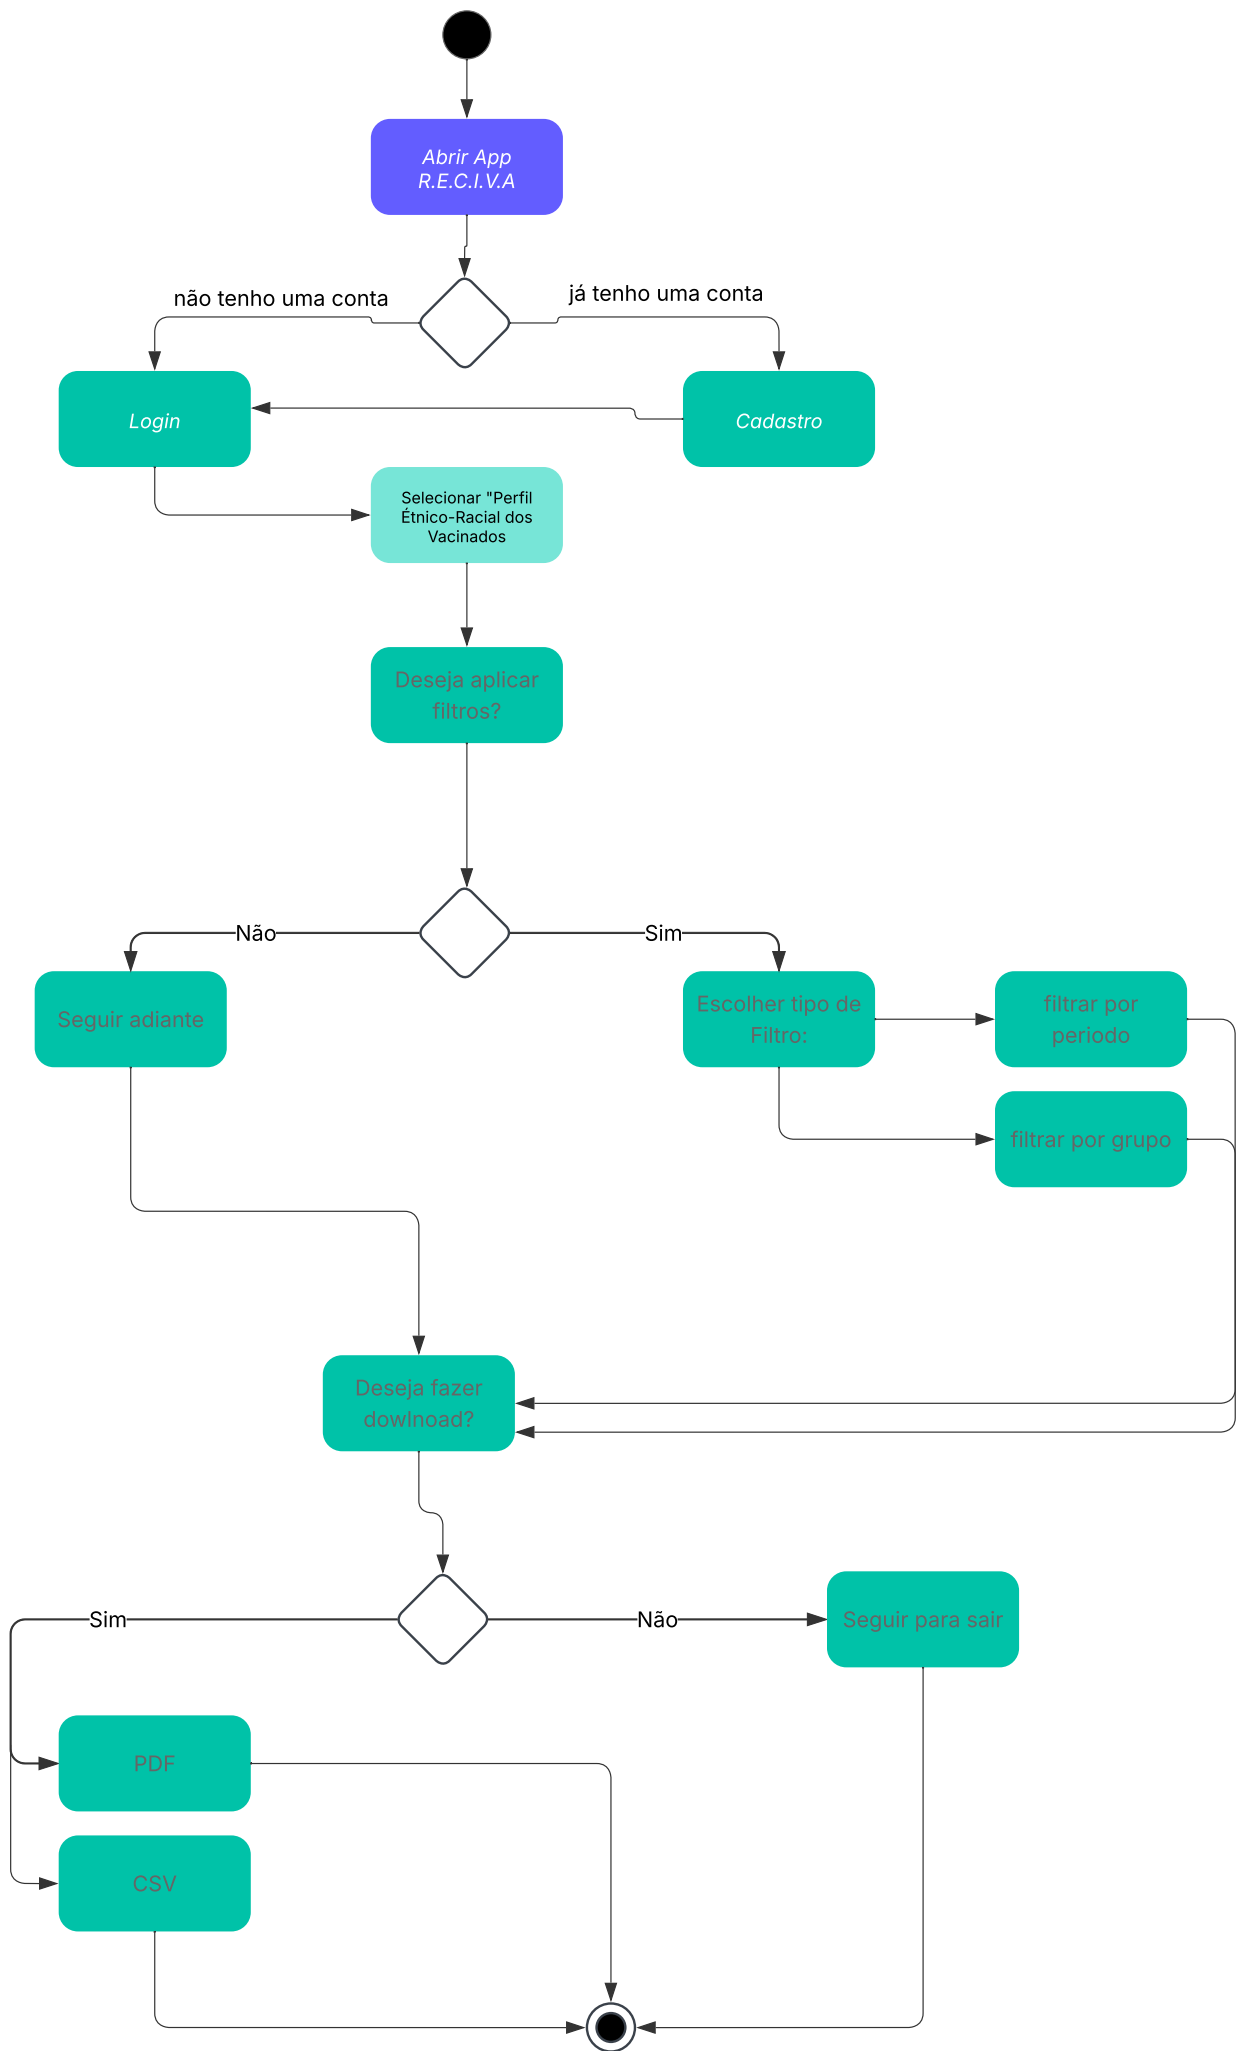 Abrir App
R.E.C.I.V.A
não tenho uma conta
já tenho uma conta
Login
Cadastro
Selecionar "Perfil
Étnico-Racial dos
Vacinados
Deseja aplicar
filtros?
Não
Sim
Seguir adiante
Escolher tipo de
Filtro:
filtrar por
periodo
filtrar por grupo
Deseja fazer
dowlnoad?
Sim
Não
Seguir para sair
PDF
CSV